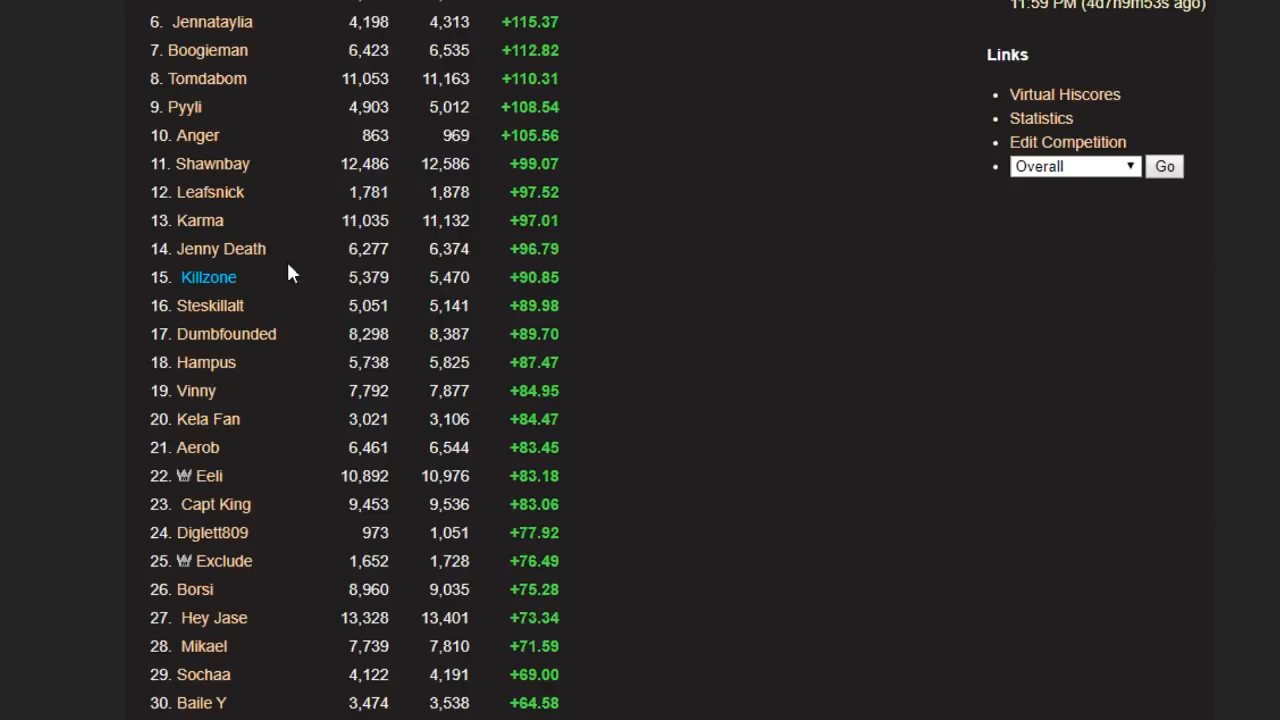 11:59 PM (4d7h9m53s ago)
6. Jennataylia 4,198 4,313 +115.37
Links
7. Boogieman 6,423 6,535 +112.82
8. Tomdabom 11,053 11,163 +110.31
Virtual Hiscores
9. Pyyli 4,903 5,012 +108.54
Statistics
10. Anger 863 969 +105.56
Edit Competition
11. Shawnbay 12,486 12,586 +99.07
Overall Go
12. Leafsnick 1,781 1,878 +97.52
13. Karma 11,035 11,132 +97.01
14. Jenny Death 6,277 6,374 +96.79
15. Killzone 5,379 5,470 +90.85
16. Steskillalt 5,051 5,141 +89.98
17. Dumbfounded 8,298 8,387 +89.70
18. Hampus 5,738 5,825 +87.47
19. Vinny 7,792 7,877 +84.95
20. Kela Fan 3,021 3,106 +84.47
21. Aerob 6,461 6,544 +83.45
22. Eeli 10,892 10,976 +83.18
23. Capt King 9,453 9,536 +83.06
24. Diglett809 973 1,051 +77.92
25. Exclude 1,652 1,728 +76.49
26. Borsi 8,960 9,035 +75.28
27. Hey Jase 13,328 13,401 +73.34
28. Mikael 7,739 7,810 +71.59
29. Sochaa 4,122 4,191 +69.00
30. Baile Y 3,474 3,538 +64.58